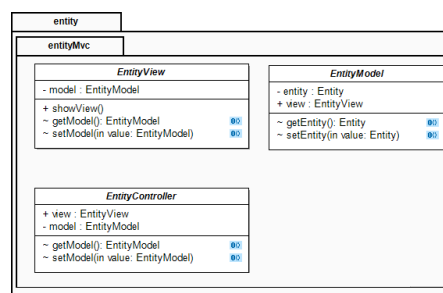 entity
entityMvc
EntityView
- model : EntityModel
+ showView()
~ getModel(): EntityModel
~ setModel(in value: EntityModel)
EntityModel
- entity : Entity
+ view : EntityView
~ getEntity(): Entity
~ setEntity(in value: Entity)
EntityController
+ view : EntityView
- model : EntityModel
~ getModel(): EntityModel
~ setModel(in value: EntityModel)